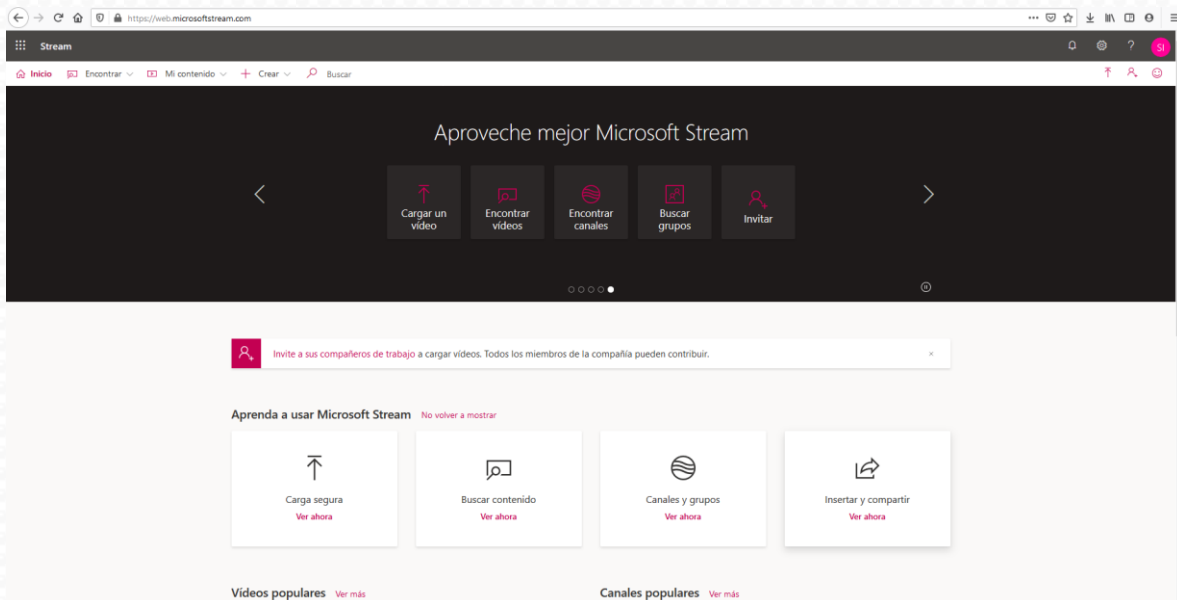 https://web.microsoftstream.com
Stream
SI
Inicio Encontrar Mi contenido Crear Buscar
Aproveche mejor Microsoft Stream
Cargar un vídeo
Encontrar vídeos
Encontrar canales
Buscar grupos
Invitar
Invite a sus compañeros de trabajo a cargar vídeos. Todos los miembros de la compañía pueden contribuir.
Aprenda a usar Microsoft Stream No volver a mostrar
Carga segura
Ver ahora
Buscar contenido
Ver ahora
Canales y grupos
Ver ahora
Insertar y compartir
Ver ahora
Vídeos populares Ver más
Canales populares Ver más